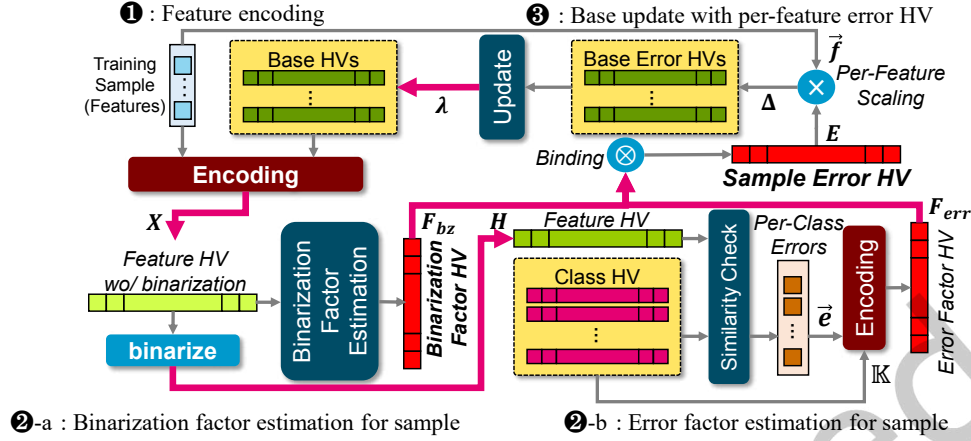 ❶ : Feature encoding
❸ : Base update with per-feature error HV
Training
Sample
(Features)
Base HVs
⋮
λ
Update
Base Error HVs
⋮
Δ
f⃗
Per-Feature
Scaling
E
Binding
Sample Error HV
Encoding
X
Feature HV
wo/ binarization
binarize
Binarization
Factor
Estimation
F_bz
Binarization
Factor HV
H
Feature HV
Class HV
⋮
Similarity Check
Per-Class
Errors
e⃗
Encoding
𝕂
F_err
Error Factor HV
❷-a : Binarization factor estimation for sample
❷-b : Error factor estimation for sample